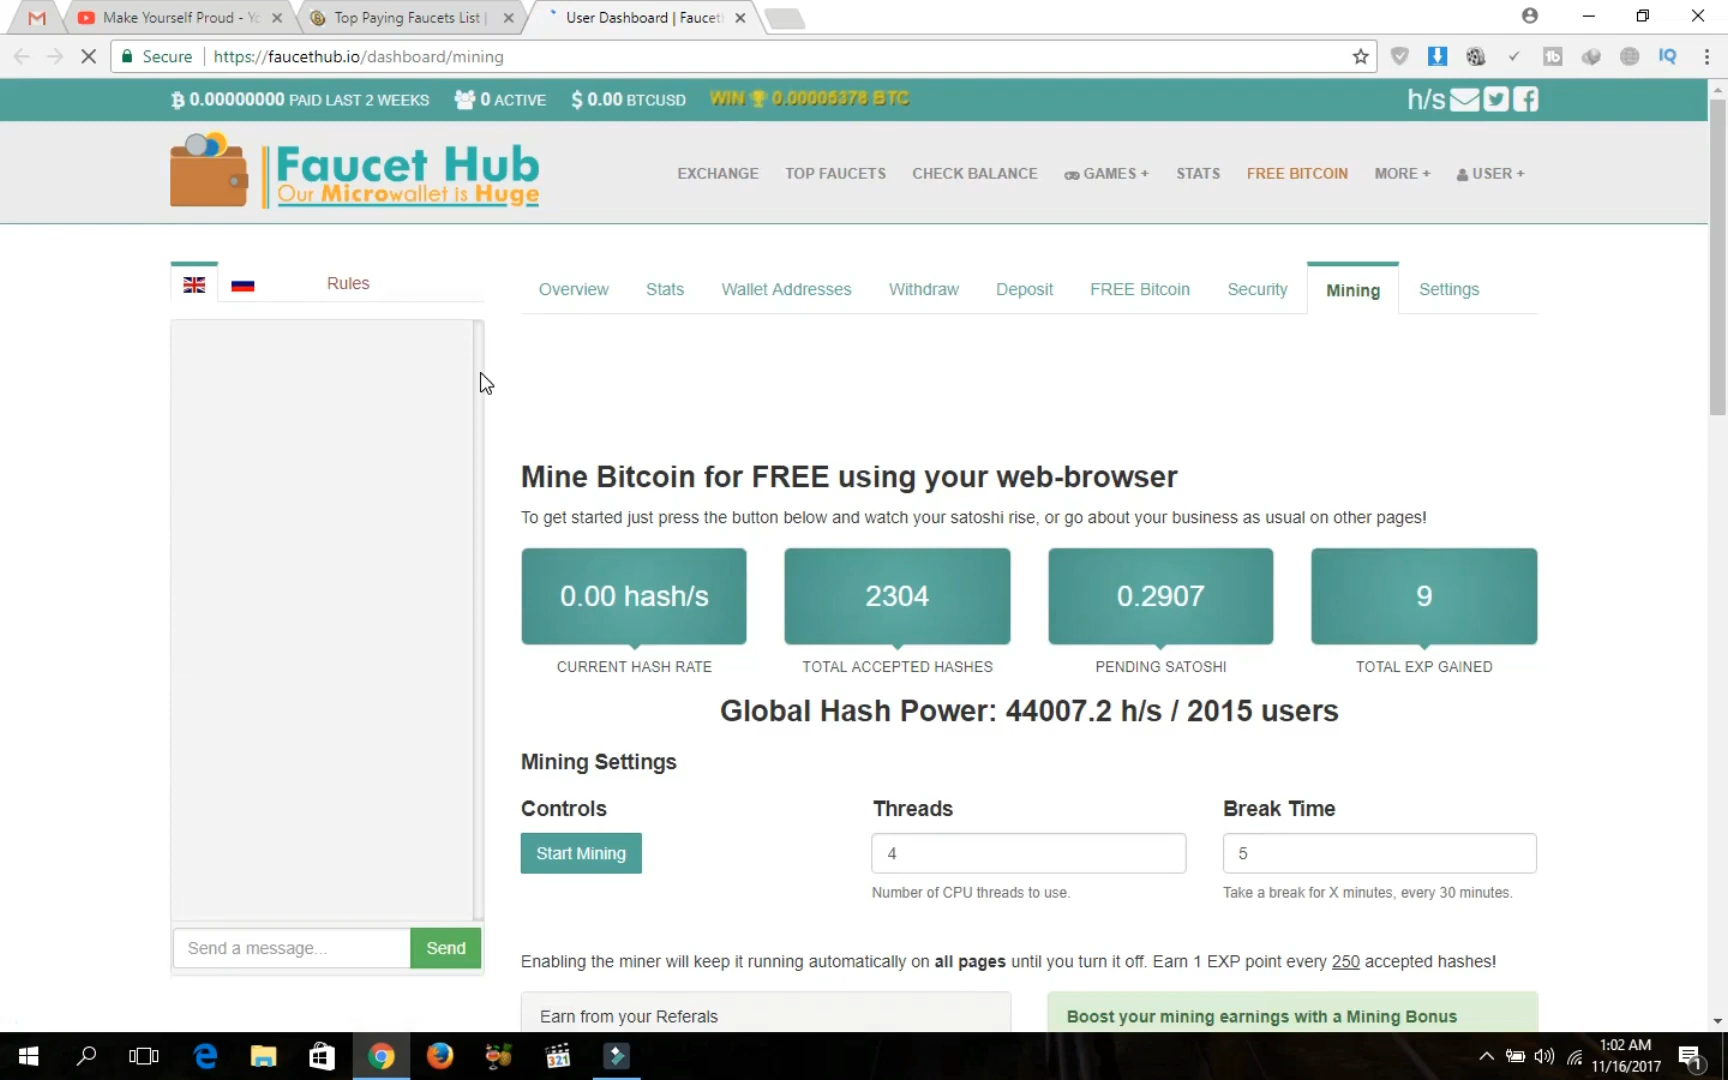 Make Yourself Proud - Yo
Top Paying Faucets List |
User Dashboard | Faucet
Secure
https://faucethub.io/dashboard/mining
IQ
0.00000000 PAID LAST 2 WEEKS
0 ACTIVE
$ 0.00 BTCUSD
WIN 0.00005378 BTC
h/s
Faucet Hub
Our Microwallet is Huge
EXCHANGE
TOP FAUCETS
CHECK BALANCE
GAMES +
STATS
FREE BITCOIN
MORE +
USER +
Rules
Overview
Stats
Wallet Addresses
Withdraw
Deposit
FREE Bitcoin
Security
Mining
Settings
Mine Bitcoin for FREE using your web-browser
To get started just press the button below and watch your satoshi rise, or go about your business as usual on other pages!
0.00 hash/s
2304
0.2907
9
CURRENT HASH RATE
TOTAL ACCEPTED HASHES
PENDING SATOSHI
TOTAL EXP GAINED
Global Hash Power: 44007.2 h/s / 2015 users
Mining Settings
Controls
Threads
Break Time
Start Mining
4
5
Number of CPU threads to use.
Take a break for X minutes, every 30 minutes.
Send a message...
Send
Enabling the miner will keep it running automatically on all pages until you turn it off. Earn 1 EXP point every 250 accepted hashes!
Earn from your Referrals
Boost your mining earnings with a Mining Bonus
321
1:02 AM
11/16/2017
1